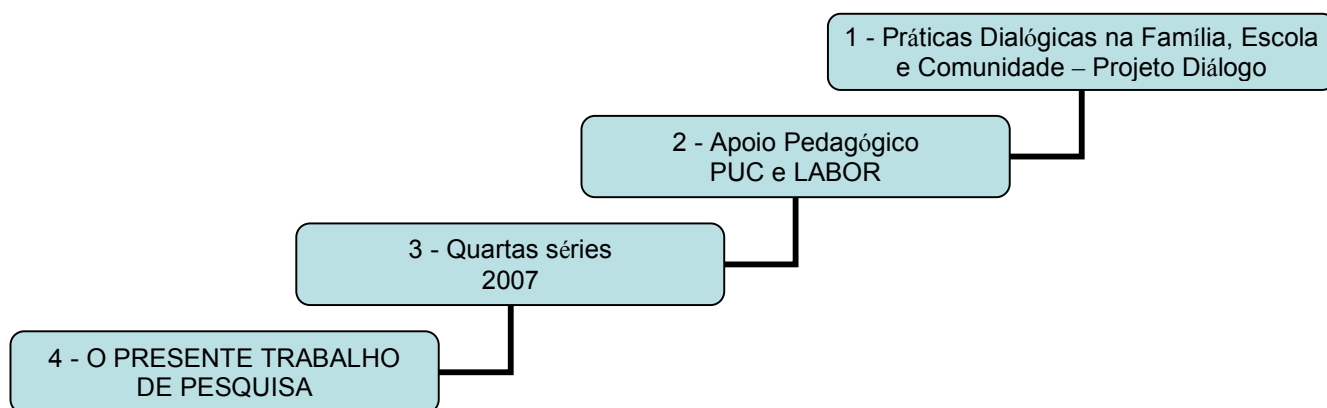 1 - Práticas Dialógicas na Família, Escola
e Comunidade – Projeto Diálogo
2 - Apoio Pedagógico
PUC e LABOR
3 - Quartas séries
2007
4 - O PRESENTE TRABALHO
DE PESQUISA